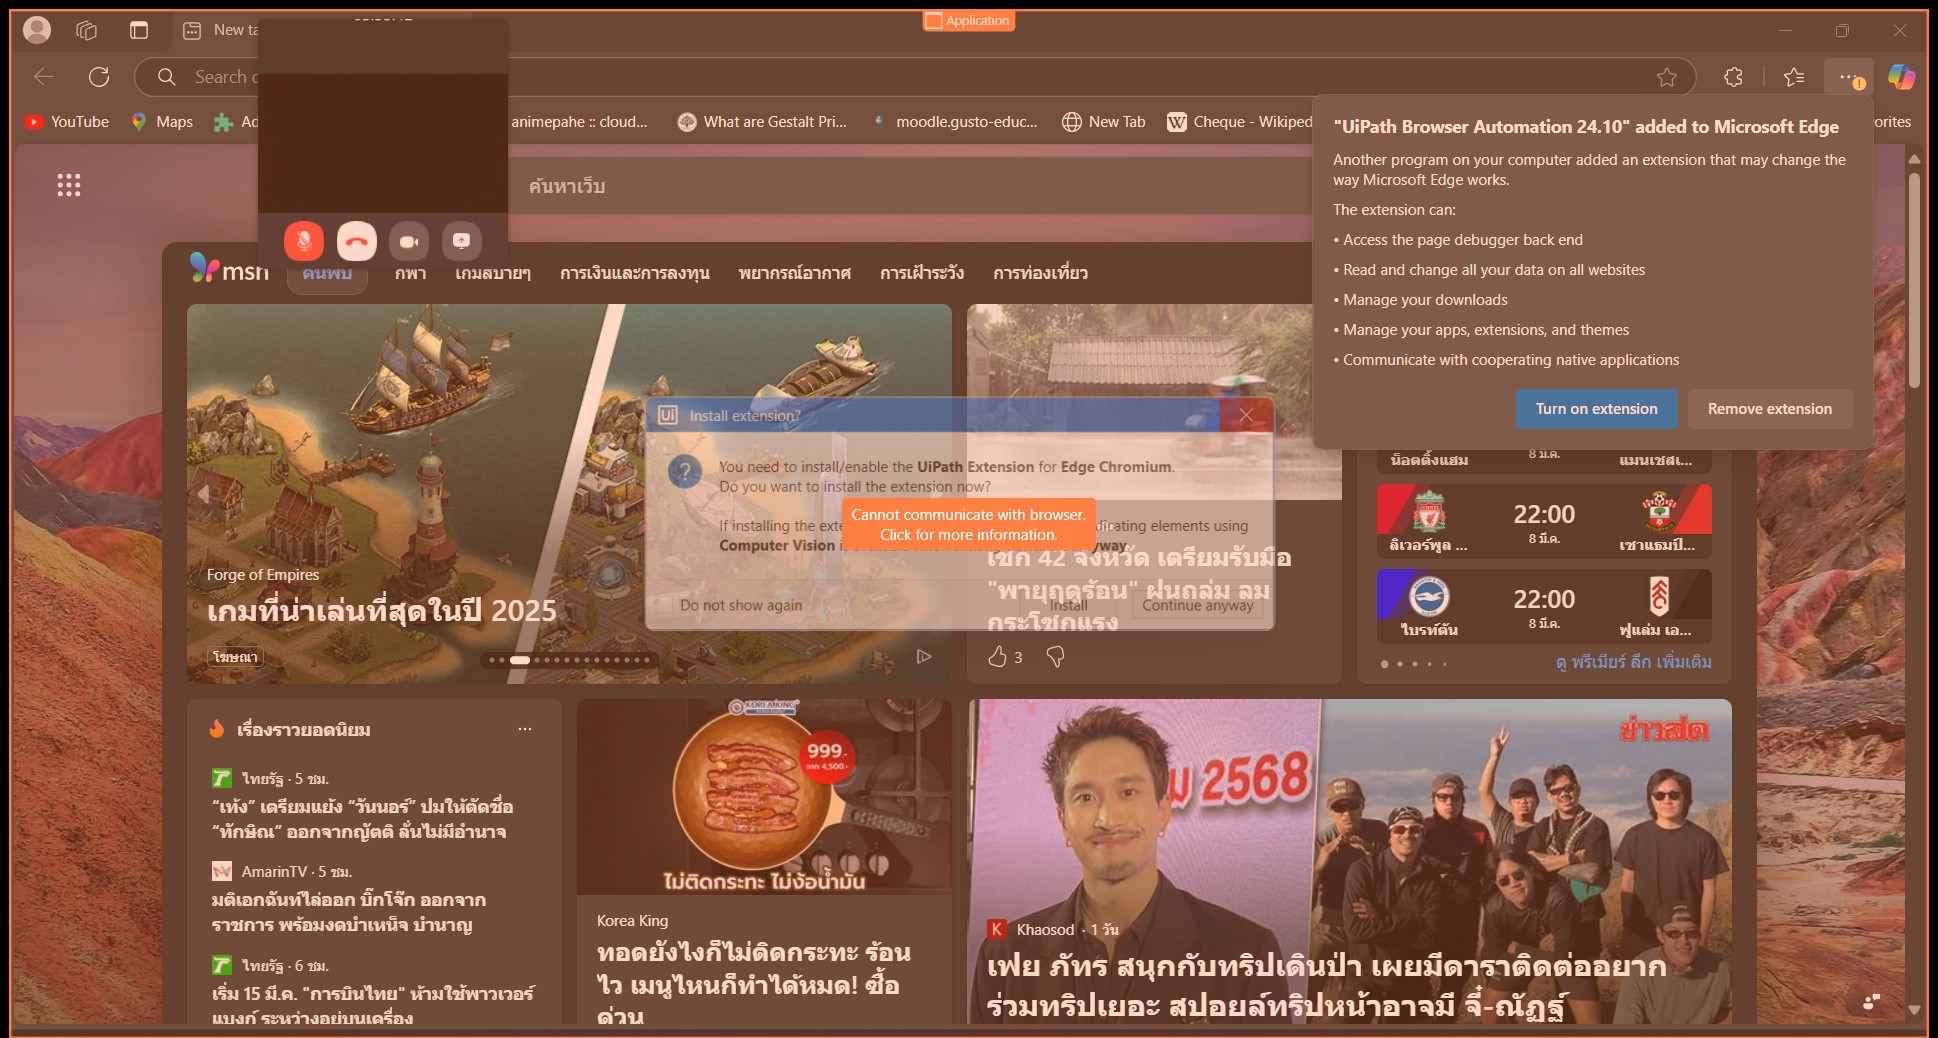 Application
New ta
Search
YouTube
Maps
Ad
animepahe :: cloud...
What are Gestalt Pri...
moodle.gusto-educ...
New Tab
Cheque - Wikiped
orites
"UiPath Browser Automation 24.10" added to Microsoft Edge
Another program on your computer added an extension that may change the
way Microsoft Edge works.
The extension can:
• Access the page debugger back end
• Read and change all your data on all websites
• Manage your downloads
• Manage your apps, extensions, and themes
• Communicate with cooperating native applications
Turn on extension
Remove extension
ค้นหาเว็บ
msn
ค้นพบ
กีฬา
เกมสบายๆ
การเงินและการลงทุน
พยากรณ์อากาศ
การเฝ้าระวัง
การท่องเที่ยว
Install extension?
You need to install/enable the UiPath Extension for Edge Chromium.
Do you want to install the extension now?
If installing the exte
dicating elements using
Computer Vision
yway.
Cannot communicate with browser.
Click for more information.
Do not show again
Install
Continue anyway
Forge of Empires
เกมที่น่าเล่นที่สุดในปี 2025
โฆษณา
เช็ก 42 จังหวัด เตรียมรับมือ
"พายุฤดูร้อน" ฝนถล่ม ลม
กระโชกแรง
3
น็อตติ้งแฮม
8 มี.ค.
แมนเชสเ...
22:00
ลิเวอร์พูล ...
8 มี.ค.
เซาแธมป์...
22:00
ไบรท์ตัน
8 มี.ค.
ฟูแล่ม เอ...
ดู พรีเมียร์ ลีก เพิ่มเติม
เรื่องราวยอดนิยม
ไทยรัฐ · 5 ชม.
“เท้ง” เตรียมแย้ง “วันนอร์” ปมให้ตัดชื่อ
“ทักษิณ” ออกจากญัตติ ลั่นไม่มีอำนาจ
AmarinTV · 5 ชม.
มติเอกฉันท์ไล่ออก บิ๊กโจ๊ก ออกจาก
ราชการ พร้อมงดบำเหน็จ บำนาญ
ไทยรัฐ · 6 ชม.
เริ่ม 15 มี.ค. "การบินไทย" ห้ามใช้พาวเวอร์
แบงก์ ระหว่างอยู่บนเครื่อง
KOREA KING
999.-
จาก 4,500.-
ไม่ติดกระทะ ไม่ง้อน้ำมัน
Korea King
ทอดยังไงก็ไม่ติดกระทะ ร้อน
ไว เมนูไหนก็ทำได้หมด! ซื้อ
ด่วน
ม 2568
ข่าวสด
Khaosod · 1 วัน
เฟย ภัทร สนุกกับทริปเดินป่า เผยมีดาราติดต่ออยาก
ร่วมทริปเยอะ สปอยล์ทริปหน้าอาจมี จี๋-ณัฏฐ์